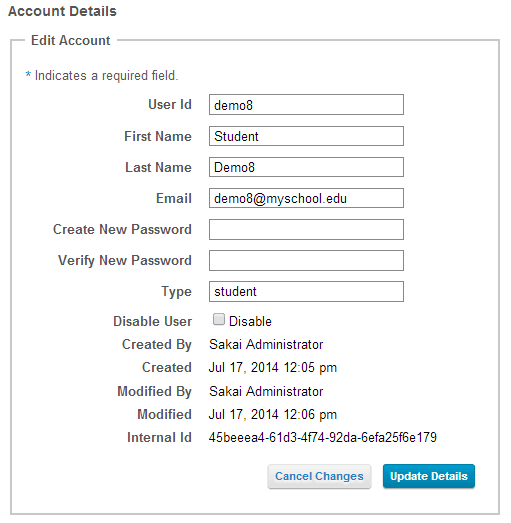 Account Details
Edit Account
* Indicates a required field.
User Id demo8
First Name Student
Last Name Demo8
Email demo8@myschool.edu
Create New Password
Verify New Password
Type student
Disable User Disable
Created By Sakai Administrator
Created Jul 17, 2014 12:05 pm
Modified By Sakai Administrator
Modified Jul 17, 2014 12:06 pm
Internal Id 45beeea4-61d3-4f74-92da-6efa25f6e179
Cancel Changes Update Details